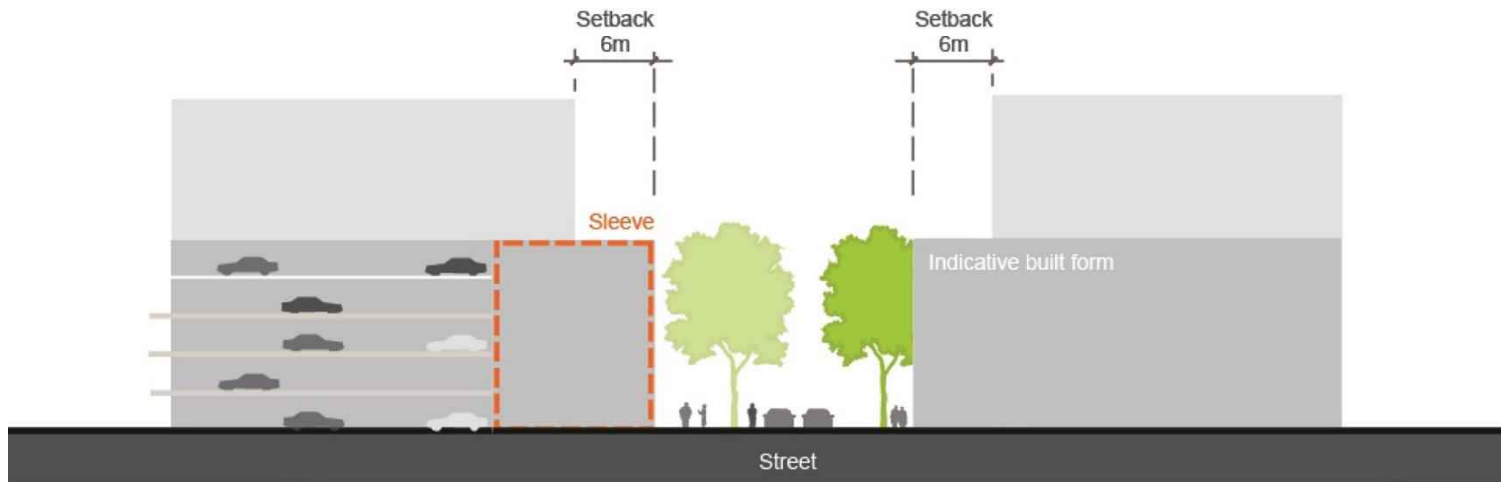 Setback
6m
Setback
6m
Sleeve
Indicative built form
Street